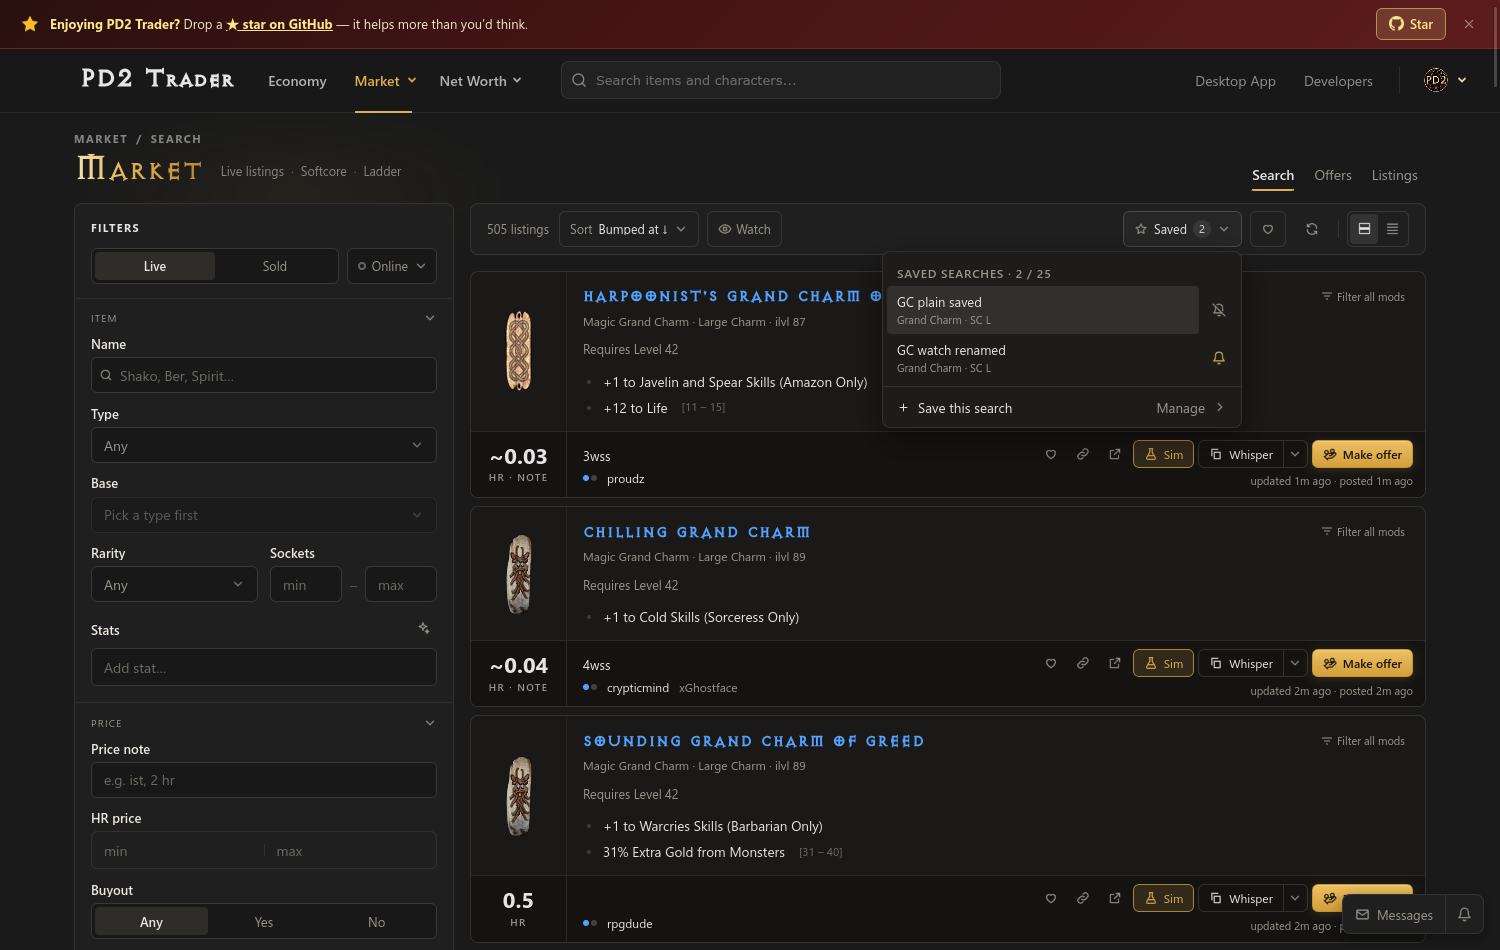 Enjoying PD2 Trader? Drop a ★ star on GitHub — it helps more than you'd think.
Star
PD2 Trader
Economy
Market
Net Worth
Search items and characters...
Desktop App
Developers
PD2
MARKET / SEARCH
Market
Live listings · Softcore · Ladder
Search
Offers
Listings
FILTERS
Live
Sold
Online
ITEM
Name
Shako, Ber, Spirit...
Type
Any
Base
Pick a type first
Rarity
Sockets
Any
min
–
max
Stats
Add stat...
PRICE
Price note
e.g. ist, 2 hr
HR price
min
max
Buyout
Any
Yes
No
505 listings
Sort Bumped at ↓
Watch
Saved 2
SAVED SEARCHES · 2 / 25
GC plain saved
Grand Charm · SC L
GC watch renamed
Grand Charm · SC L
+ Save this search
Manage
HARPOONIST'S GRAND CHARM O
Filter all mods
Magic Grand Charm · Large Charm · ilvl 87
Requires Level 42
+1 to Javelin and Spear Skills (Amazon Only)
+12 to Life [11 – 15]
~0.03
HR · NOTE
3wss
proudz
Sim
Whisper
Make offer
updated 1m ago · posted 1m ago
CHILLING GRAND CHARM
Filter all mods
Magic Grand Charm · Large Charm · ilvl 89
Requires Level 42
+1 to Cold Skills (Sorceress Only)
~0.04
HR · NOTE
4wss
crypticmind xGhostface
Sim
Whisper
Make offer
updated 2m ago · posted 2m ago
SOUNDING GRAND CHARM OF GREED
Filter all mods
Magic Grand Charm · Large Charm · ilvl 89
Requires Level 42
+1 to Warcries Skills (Barbarian Only)
31% Extra Gold from Monsters [31 – 40]
0.5
HR
rpgdude
Sim
Whisper
updated 2m ago ·
Messages